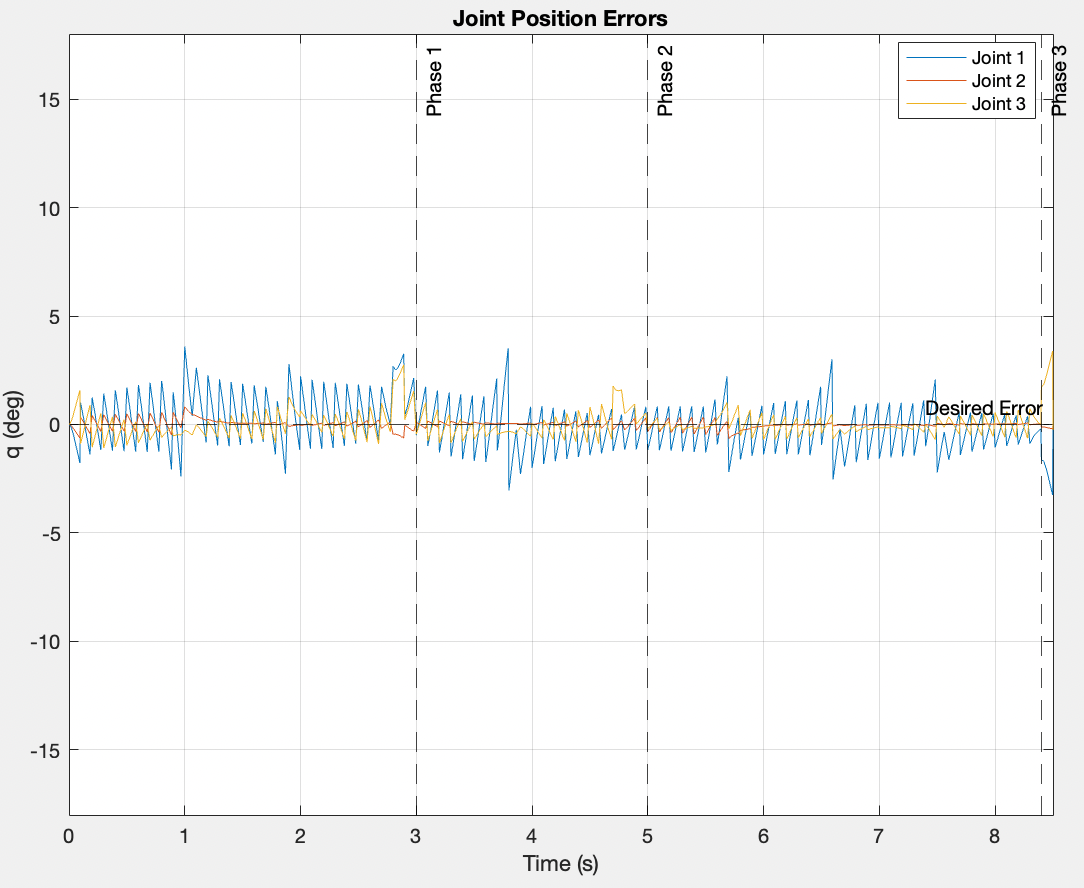 Joint Position Errors
Phase 1
Phase 2
Phase 3
Joint 1
Joint 2
Joint 3
Desired Error
q (deg)
15
10
5
0
-5
-10
-15
0 1 2 3 4 5 6 7 8
Time (s)